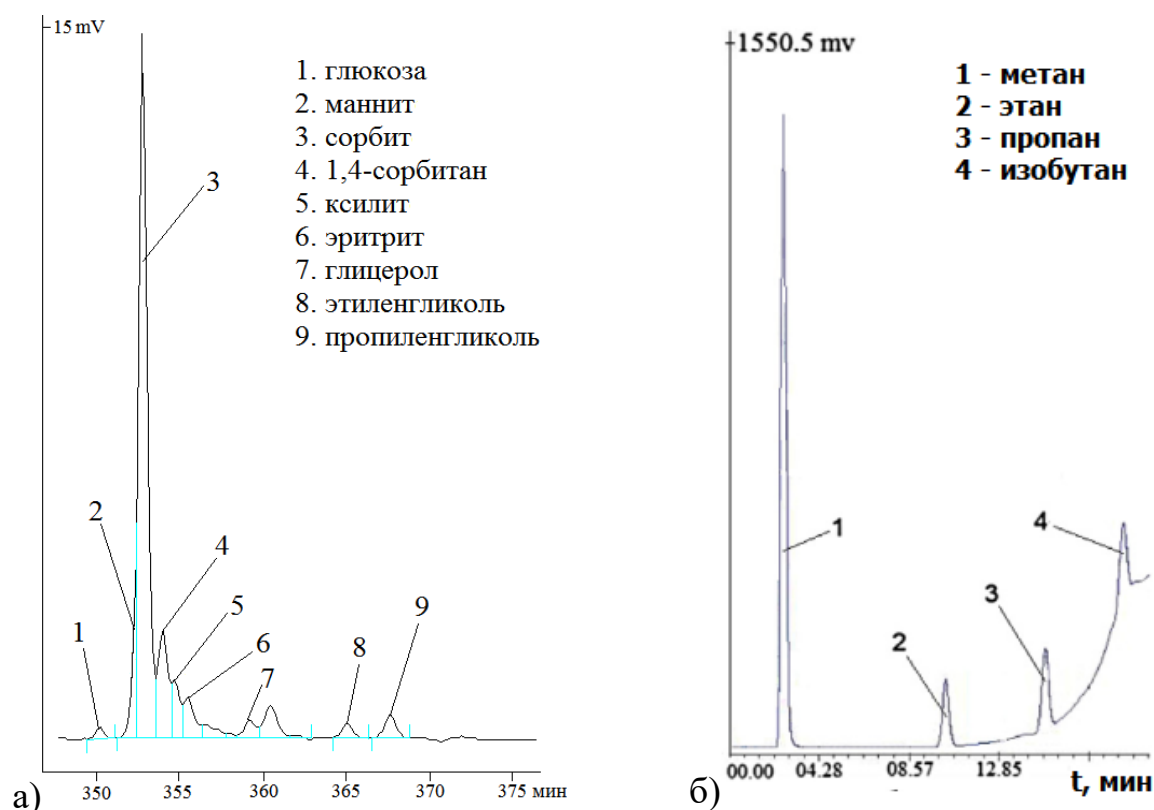 15 mV
1. глюкоза
2. маннит
3. сорбит
4. 1,4-сорбитан
5. ксилит
6. эритрит
7. глицерол
8. этиленгликоль
9. пропиленгликоль
3
2
4
5
1
6
7
8
9
350
355
360
365
370
375 мин
а)
1550.5 mv
1 - метан
2 - этан
3 - пропан
4 - изобутан
1
4
3
2
00.00
04.28
08.57
12.85
t, мин
б)